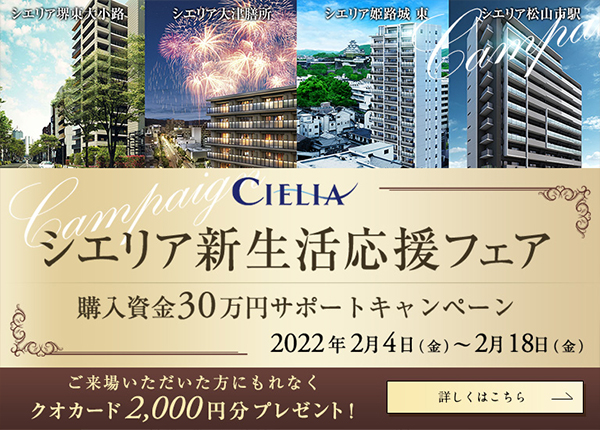 シエリア堺東大小路
シエリア大津膳所
シエリア姫路城 東
シエリア松山市駅
Campai
Campaign
CIELIA
シエリア新生活応援フェア
購入資金30万円サポートキャンペーン
2022年2月4日(金)〜2月18日(金)
ご来場いただいた方にもれなく
クオカード2,000円分プレゼント!
詳しくはこちら